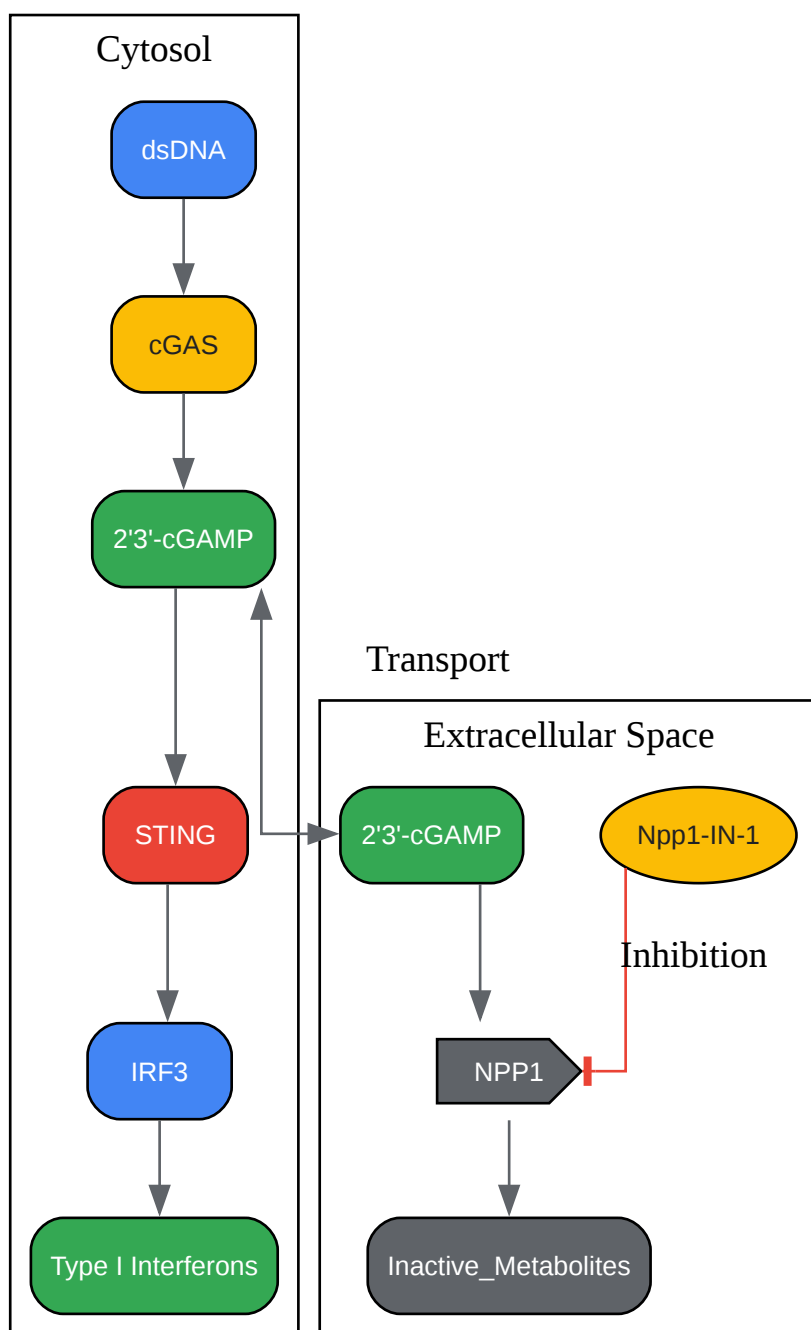 Cytosol
dsDNA
cGAS
2'3'-cGAMP
Transport
Extracellular Space
STING
2'3'-cGAMP
Npp1-IN-1
Inhibition
IRF3
NPP1
Type I Interferons
Inactive_Metabolites